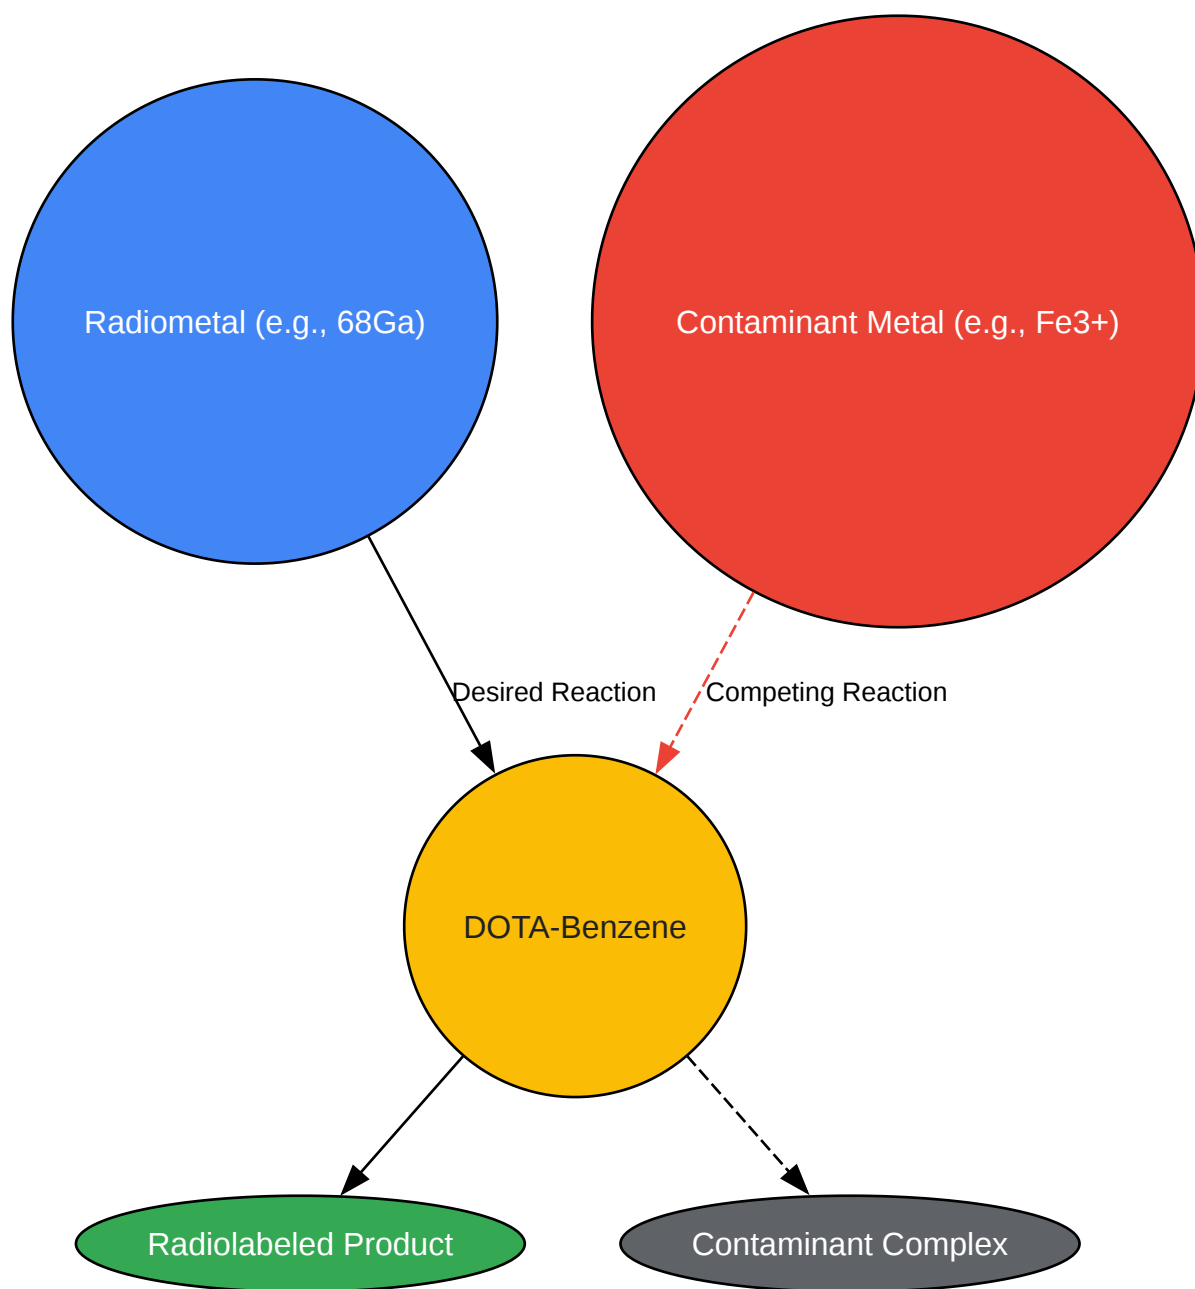 Radiometal (e.g., 68Ga)
Contaminant Metal (e.g., Fe3+)
Desired Reaction
Competing Reaction
DOTA-Benzene
Radiolabeled Product
Contaminant Complex